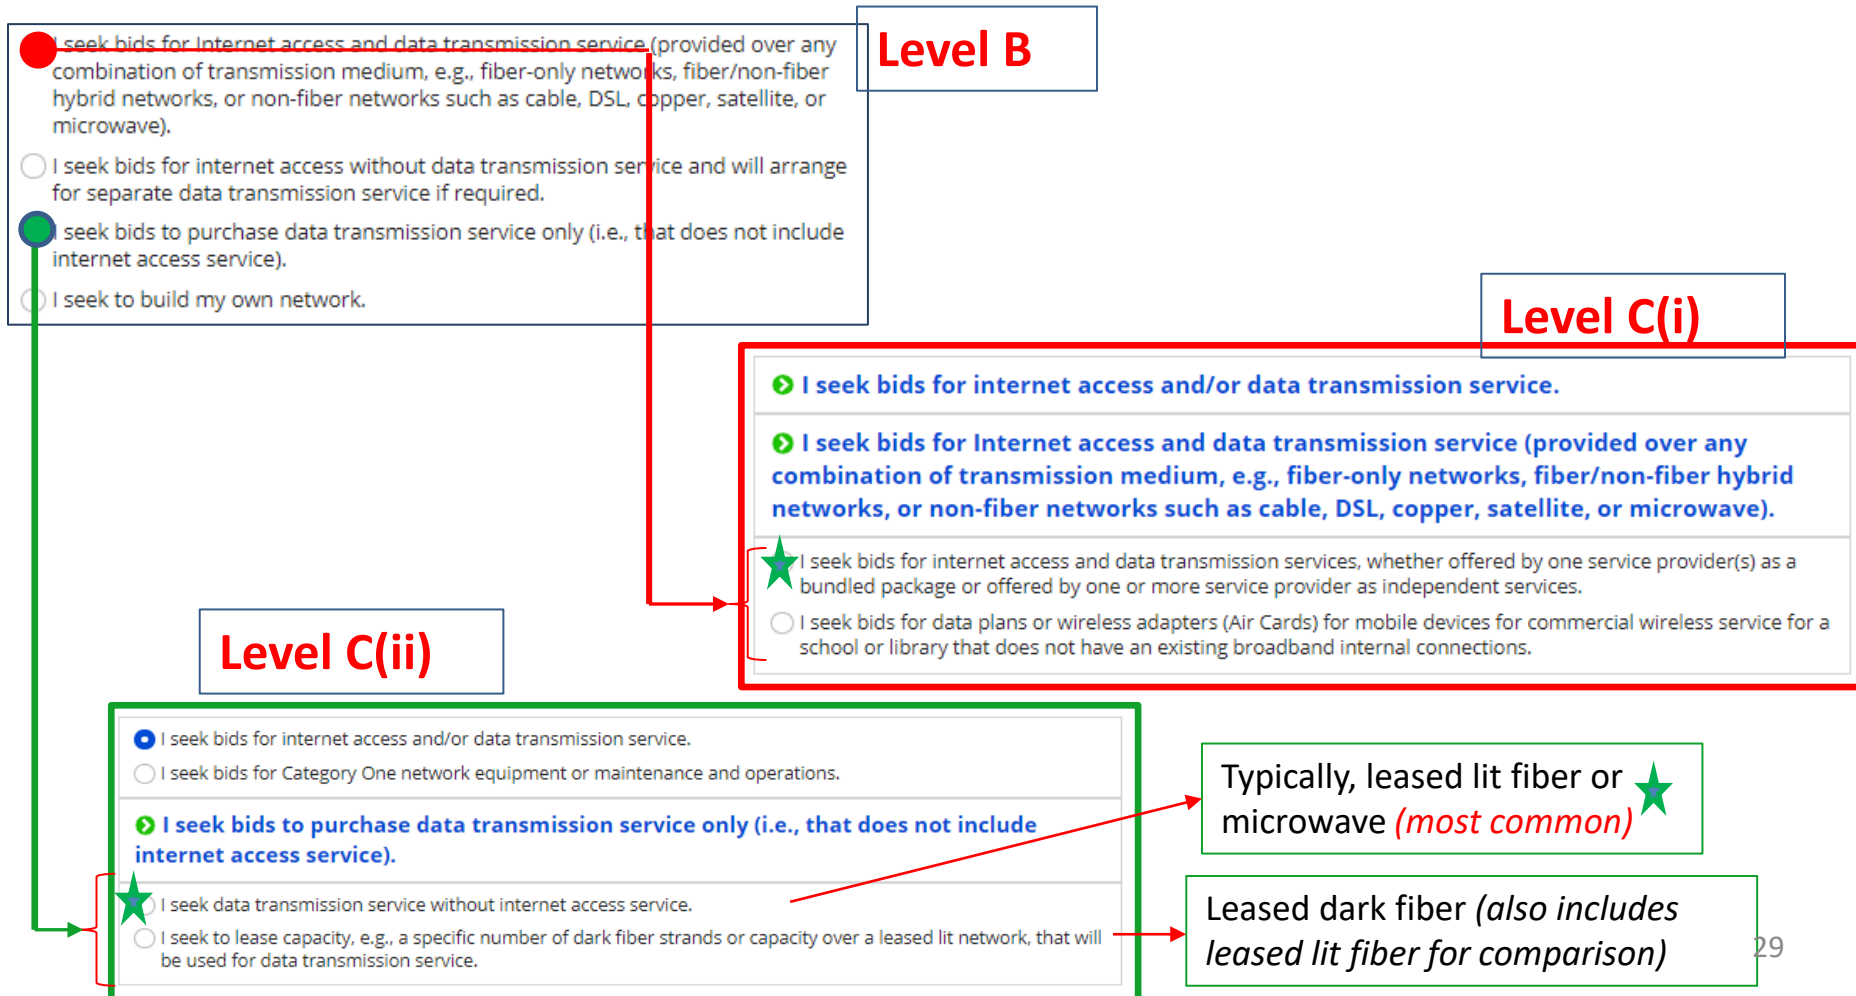 Level B
I seek bids for Internet access and data transmission service (provided over any
combination of transmission medium, e.g., fiber-only networks, fiber/non-fiber
hybrid networks, or non-fiber networks such as cable, DSL, copper, satellite, or
microwave).
I seek bids for internet access without data transmission service and will arrange
for separate data transmission service if required.
I seek bids to purchase data transmission service only (i.e., that does not include
internet access service).
I seek to build my own network.
Level C(i)
I seek bids for internet access and/or data transmission service.
I seek bids for Internet access and data transmission service (provided over any
combination of transmission medium, e.g., fiber-only networks, fiber/non-fiber hybrid
networks, or non-fiber networks such as cable, DSL, copper, satellite, or microwave).
I seek bids for internet access and data transmission services, whether offered by one service provider(s) as a
bundled package or offered by one or more service provider as independent services.
I seek bids for data plans or wireless adapters (Air Cards) for mobile devices for commercial wireless service for a
school or library that does not have an existing broadband internal connections.
Level C(ii)
I seek bids for internet access and/or data transmission service.
I seek bids for Category One network equipment or maintenance and operations.
I seek bids to purchase data transmission service only (i.e., that does not include
internet access service).
I seek data transmission service without internet access service.
I seek to lease capacity, e.g., a specific number of dark fiber strands or capacity over a leased lit network, that will
be used for data transmission service.
Typically, leased lit fiber or
microwave (most common)
Leased dark fiber (also includes
leased lit fiber for comparison)
29